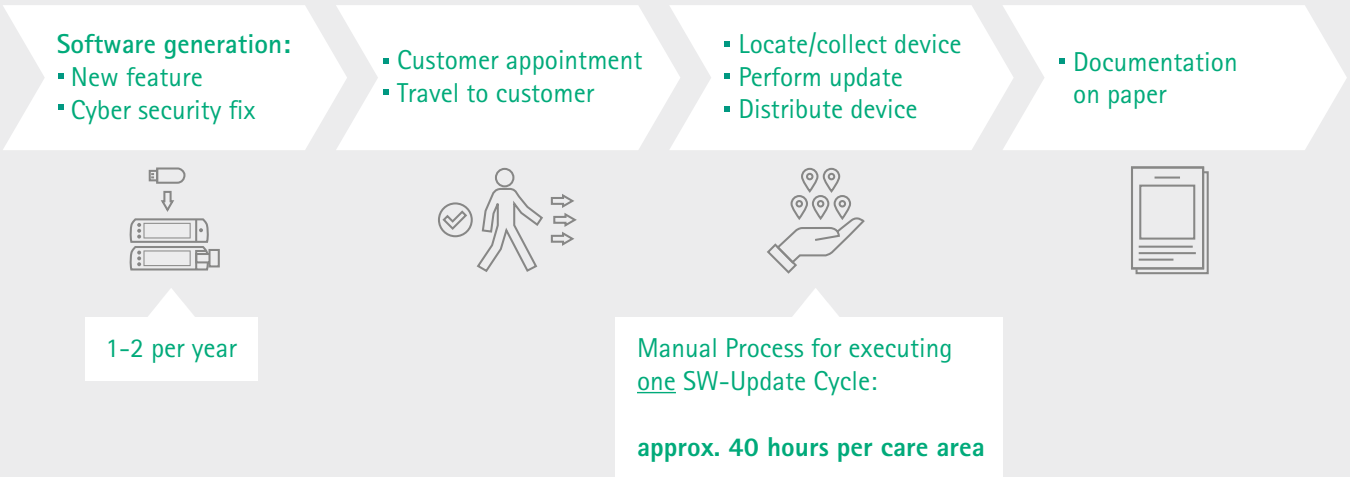 Software generation:
▪ New feature
▪ Cyber security fix
▪ Customer appointment
▪ Travel to customer
▪ Locate/collect device
▪ Perform update
▪ Distribute device
▪ Documentation
on paper
1-2 per year
Manual Process for executing
one SW-Update Cycle:
approx. 40 hours per care area